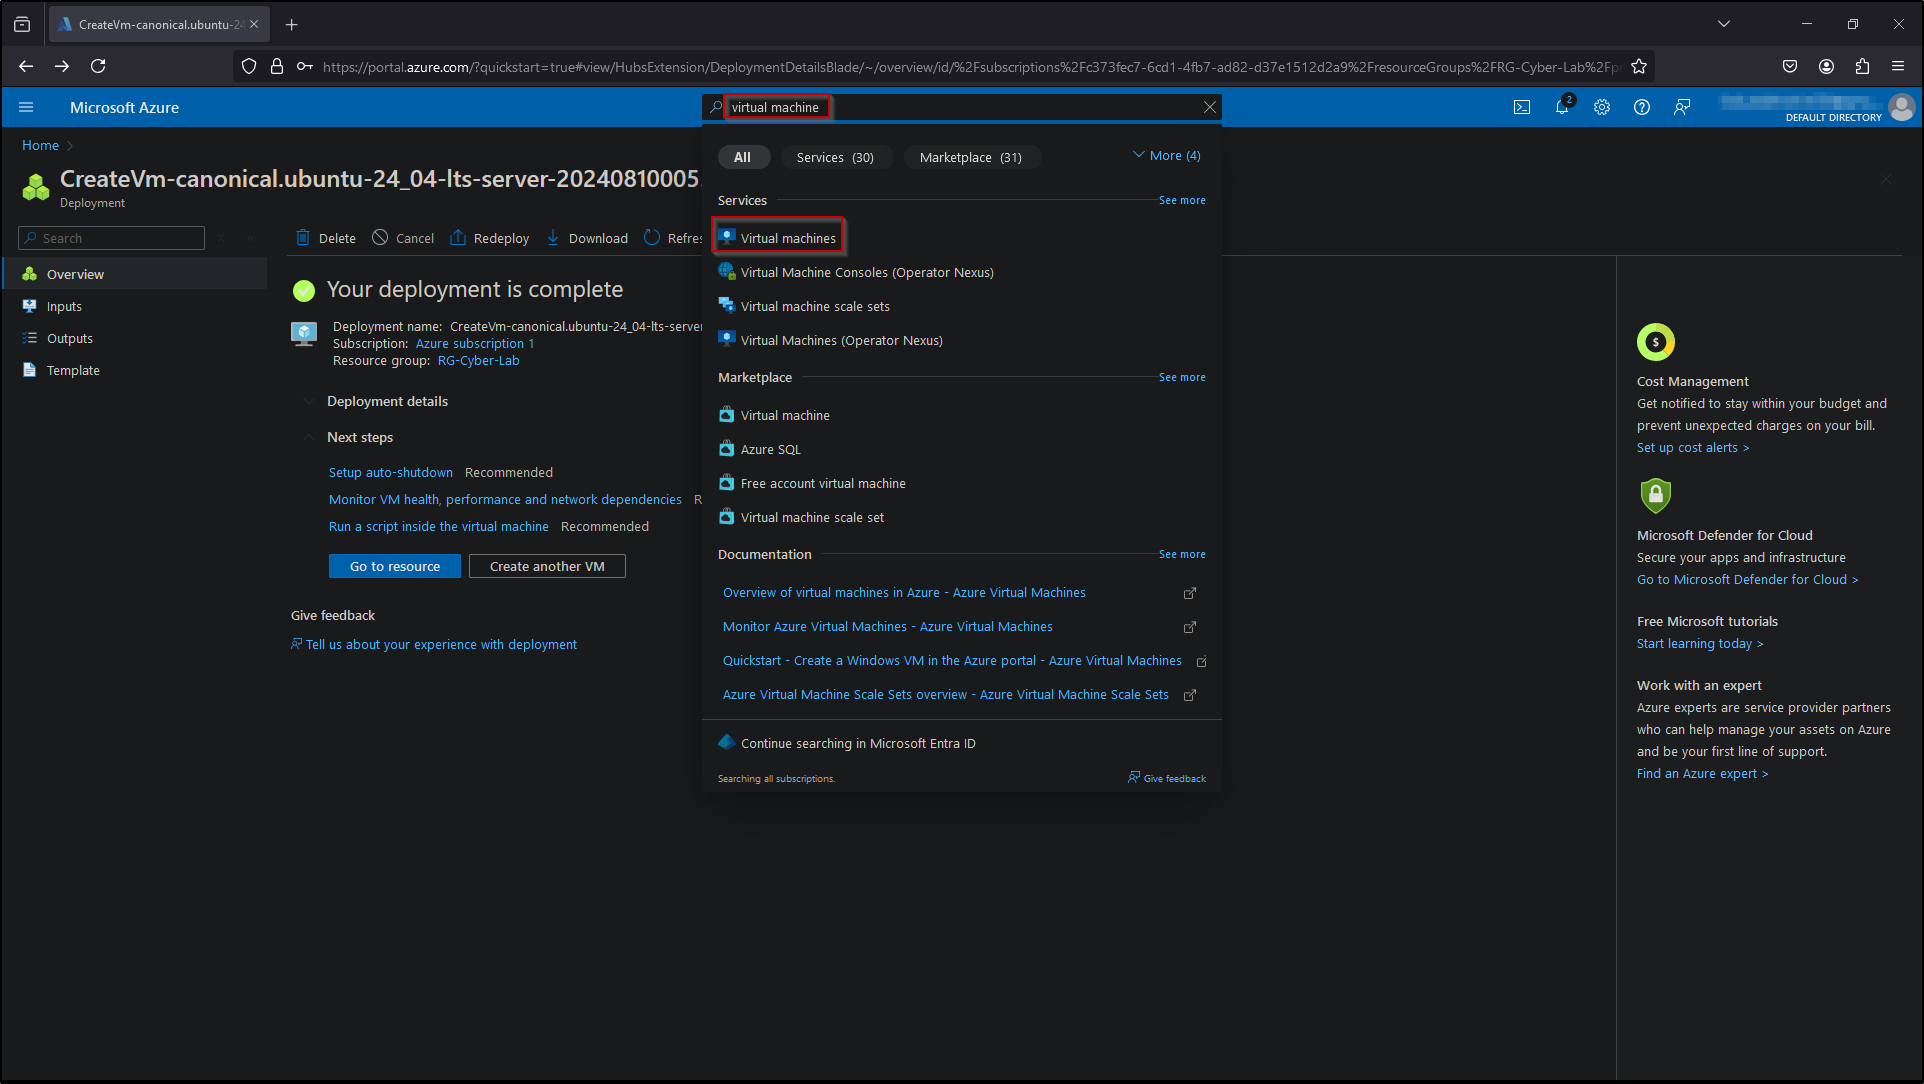 CreateVm-canonical.ubuntu-24
https://portal.azure.com/?quickstart=true#view/HubsExtension/DeploymentDetailsBlade/~/overview/id/%2Fsubscriptions%2Fc373fec7-6cd1-4fb7-ad82-d37e1512d2a9%2FresourceGroups%2FRG-Cyber-Lab%2Fpr
Microsoft Azure
virtual machine
2
DEFAULT DIRECTORY
Home
CreateVm-canonical.ubuntu-24_04-lts-server-20240810005
Deployment
Search
Delete
Cancel
Redeploy
Download
Refres
Overview
Inputs
Outputs
Template
Your deployment is complete
Deployment name: CreateVm-canonical.ubuntu-24_04-lts-server
Subscription: Azure subscription 1
Resource group: RG-Cyber-Lab
Deployment details
Next steps
Setup auto-shutdown Recommended
Monitor VM health, performance and network dependencies R
Run a script inside the virtual machine Recommended
Go to resource
Create another VM
Give feedback
Tell us about your experience with deployment
All
Services (30)
Marketplace (31)
More (4)
Services
See more
Virtual machines
Virtual Machine Consoles (Operator Nexus)
Virtual machine scale sets
Virtual Machines (Operator Nexus)
Marketplace
See more
Virtual machine
Azure SQL
Free account virtual machine
Virtual machine scale set
Documentation
See more
Overview of virtual machines in Azure - Azure Virtual Machines
Monitor Azure Virtual Machines - Azure Virtual Machines
Quickstart - Create a Windows VM in the Azure portal - Azure Virtual Machines
Azure Virtual Machine Scale Sets overview - Azure Virtual Machine Scale Sets
Continue searching in Microsoft Entra ID
Searching all subscriptions.
Give feedback
$
Cost Management
Get notified to stay within your budget and
prevent unexpected charges on your bill.
Set up cost alerts >
Microsoft Defender for Cloud
Secure your apps and infrastructure
Go to Microsoft Defender for Cloud >
Free Microsoft tutorials
Start learning today >
Work with an expert
Azure experts are service provider partners
who can help manage your assets on Azure
and be your first line of support.
Find an Azure expert >